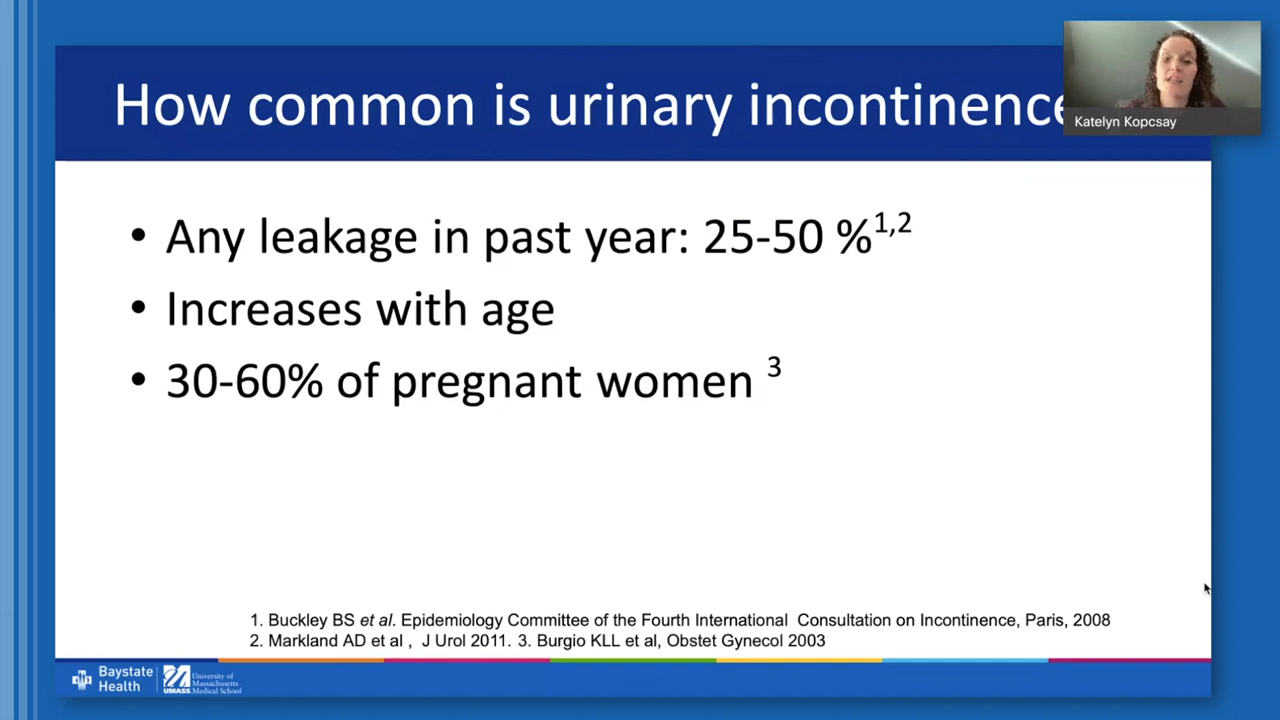 How common is urinary incontinence
Katelyn Kopcsay
• Any leakage in past year: 25-50 %1,2
• Increases with age
• 30-60% of pregnant women 3
1. Buckley BS et al. Epidemiology Committee of the Fourth International Consultation on Incontinence, Paris, 2008
2. Markland AD et al , J Urol 2011. 3. Burgio KLL et al, Obstet Gynecol 2003
Baystate
Health
UMASS
University of
Massachusetts
Medical School